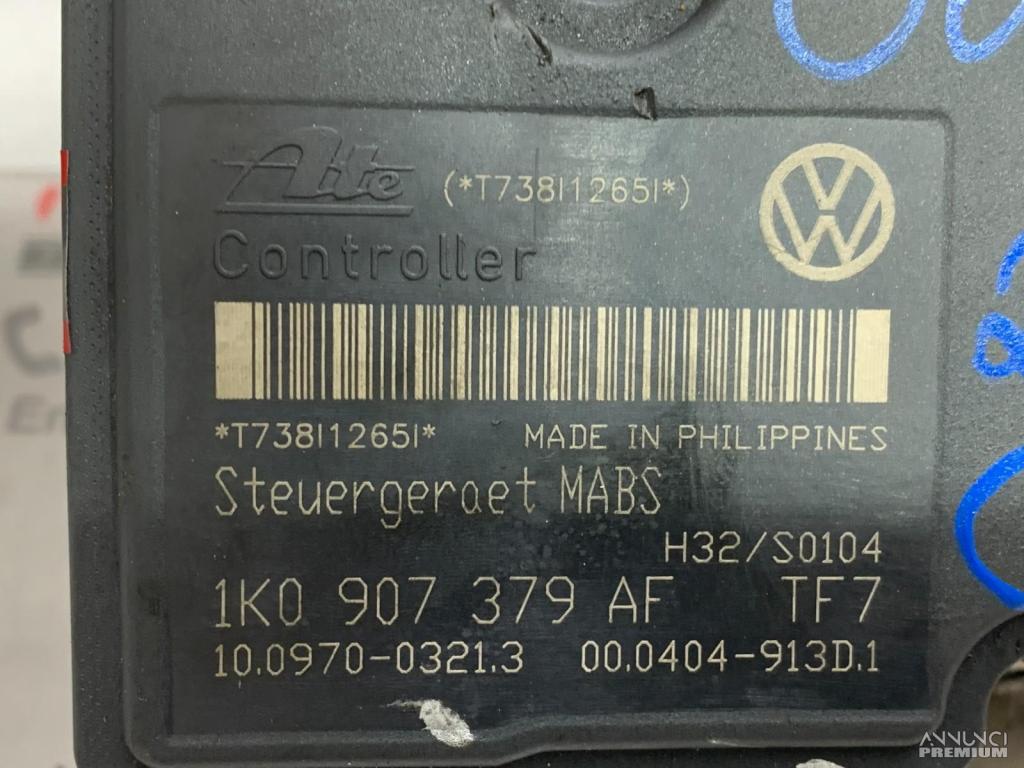 Ate (*T738I1265I*)
Controller
*T738I1265I* MADE IN PHILIPPINES
Steuergeraet MABS
H32/S0104
1K0 907 379 AF TF7
10.0970-0321.3 00.0404-913D.1
ANNUNCI
PREMIUM